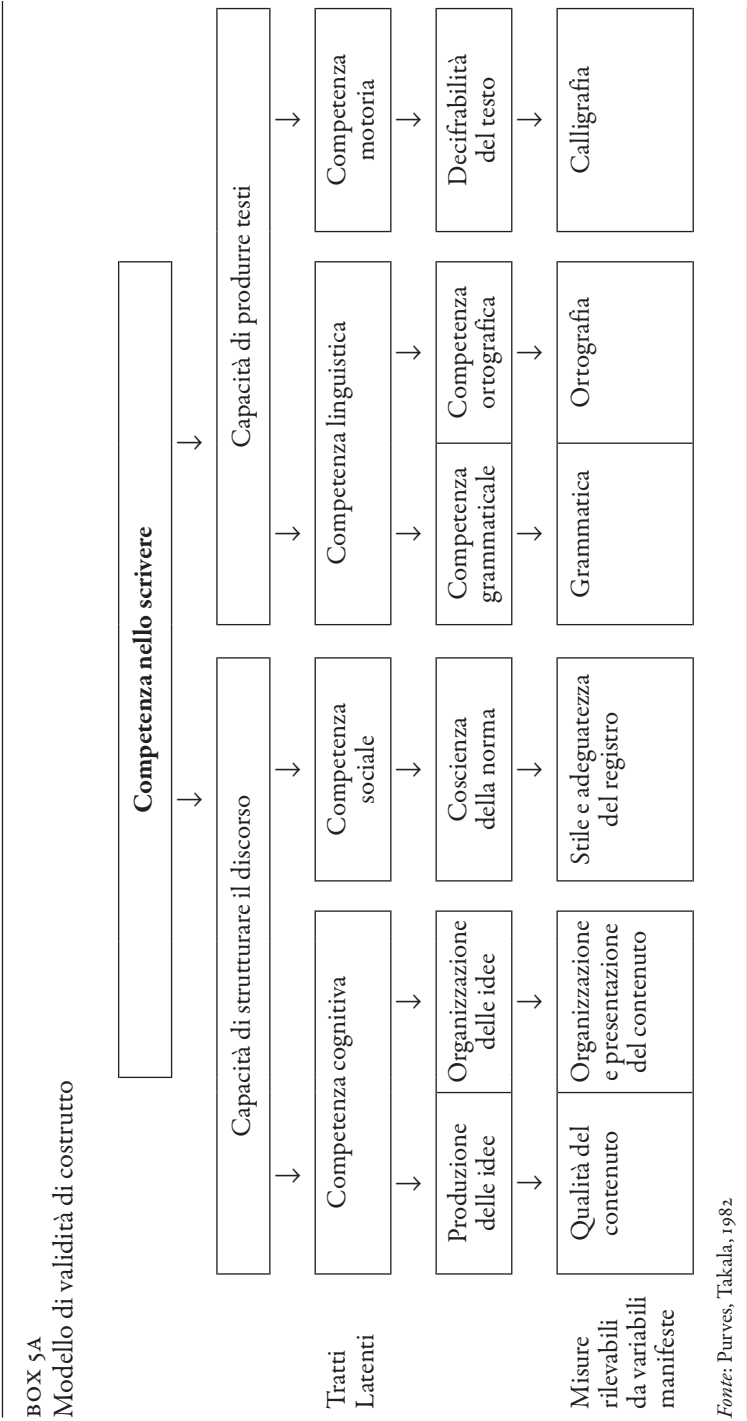 BOX 5A
Modello di validità di costrutto
Competenza nello scrivere
↓ ↓
Capacità di strutturare il discorso
Capacità di produrre testi
↓ ↓ ↓ ↓
Tratti
Latenti
Competenza cognitiva
Competenza
sociale
Competenza linguistica
Competenza
motoria
↓ ↓ ↓ ↓ ↓ ↓
Produzione
delle idee
Organizzazione
delle idee
Coscienza
della norma
Competenza
grammaticale
Competenza
ortografica
Decifrabilità
del testo
↓ ↓ ↓ ↓ ↓ ↓
Misure
rilevabili
da variabili
manifeste
Qualità del
contenuto
Organizzazione
e presentazione
del contenuto
Stile e adeguatezza
del registro
Grammatica
Ortografia
Calligrafia
Fonte: Purves, Takala, 1982